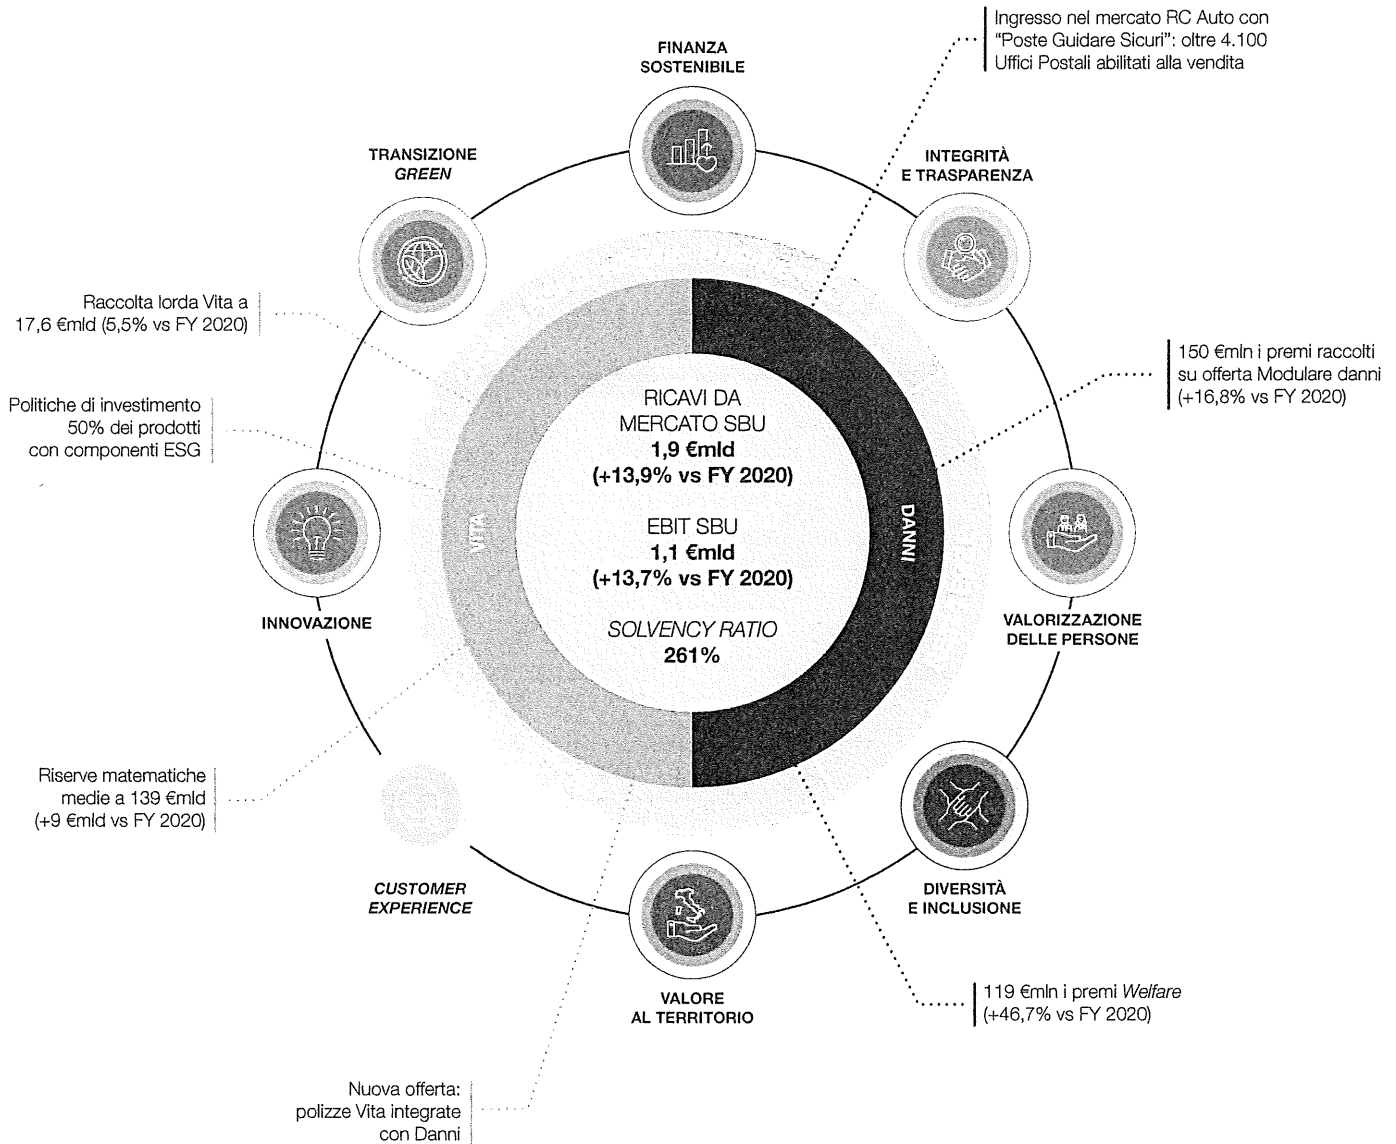 Ingresso nel mercato RC Auto con
“Poste Guidare Sicuri”: oltre 4.100
Uffici Postali abilitati alla vendita
FINANZA
SOSTENIBILE
TRANSIZIONE
GREEN
INTEGRITÀ
E TRASPARENZA
Raccolta lorda Vita a
17,6 €mld (5,5% vs FY 2020)
150 €mln i premi raccolti
su offerta Modulare danni
(+16,8% vs FY 2020)
Politiche di investimento
50% dei prodotti
con componenti ESG
RICAVI DA
MERCATO SBU
1,9 €mld
(+13,9% vs FY 2020)
EBIT SBU
1,1 €mld
(+13,7% vs FY 2020)
SOLVENCY RATIO
261%
VITA
DANNI
INNOVAZIONE
VALORIZZAZIONE
DELLE PERSONE
Riserve matematiche
medie a 139 €mld
(+9 €mld vs FY 2020)
CUSTOMER
EXPERIENCE
DIVERSITÀ
E INCLUSIONE
VALORE
AL TERRITORIO
119 €mln i premi Welfare
(+46,7% vs FY 2020)
Nuova offerta:
polizze Vita integrate
con Danni